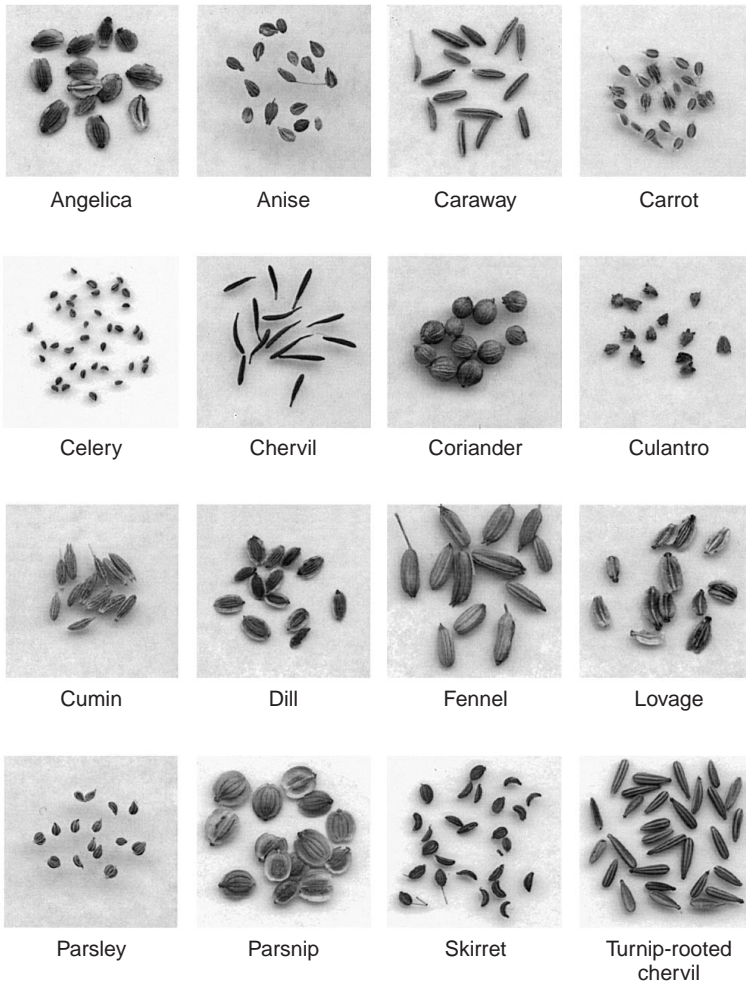 Angelica
Anise
Caraway
Carrot
Celery
Chervil
Coriander
Culantro
Cumin
Dill
Fennel
Lovage
Parsley
Parsnip
Skirret
Turnip-rooted
chervil